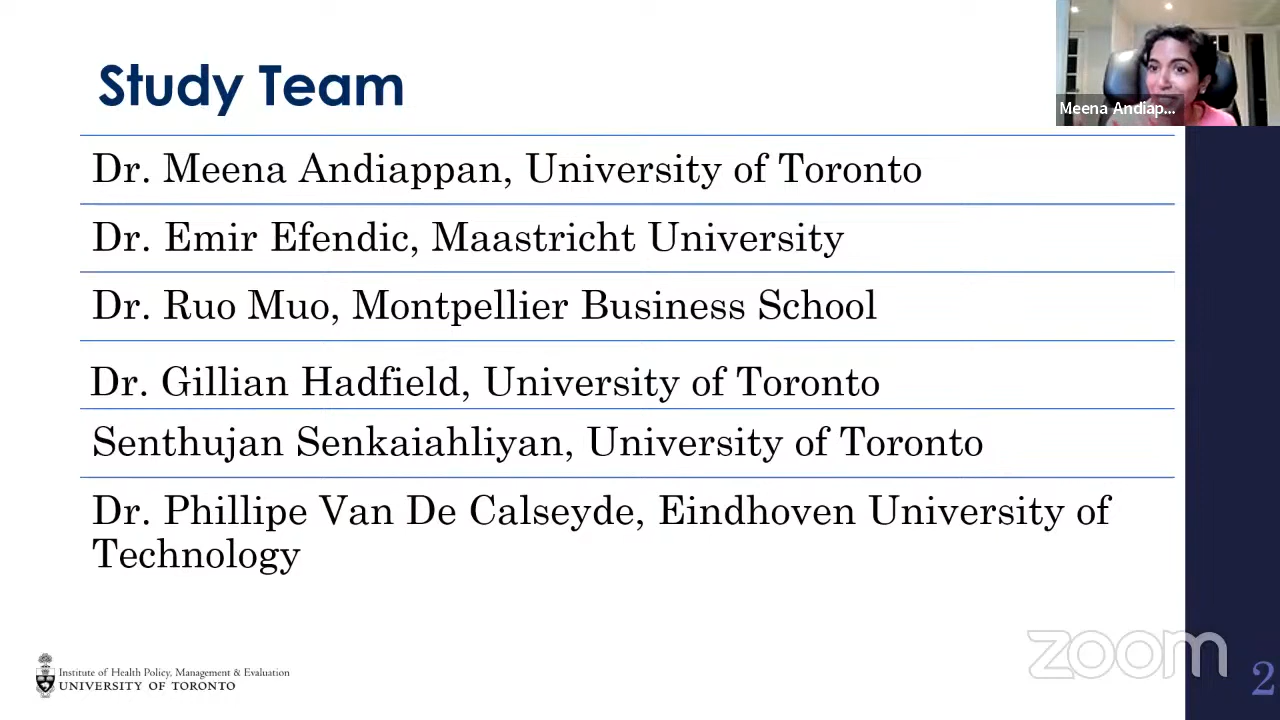 Study Team
Meena Andiap...
Dr. Meena Andiappan, University of Toronto
Dr. Emir Efendic, Maastricht University
Dr. Ruo Muo, Montpellier Business School
Dr. Gillian Hadfield, University of Toronto
Senthujan Senkaiahliyan, University of Toronto
Dr. Phillipe Van De Calseyde, Eindhoven University of
Technology
Institute of Health Policy, Management & Evaluation
UNIVERSITY OF TORONTO
zoom
2